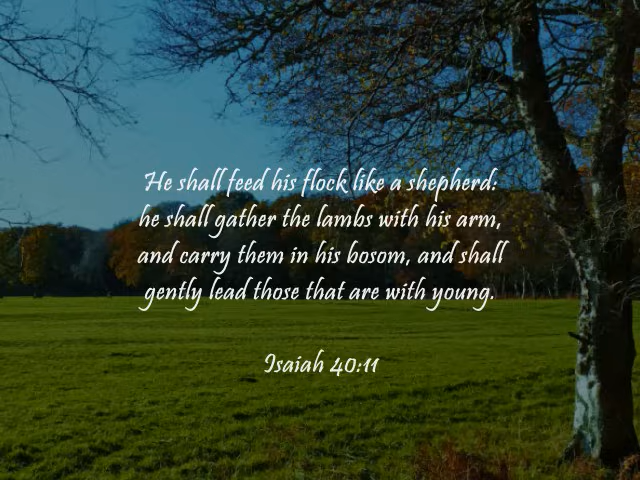 He shall feed his flock like a shepherd:
he shall gather the lambs with his arm,
and carry them in his bosom, and shall
gently lead those that are with young.
Isaiah 40:11